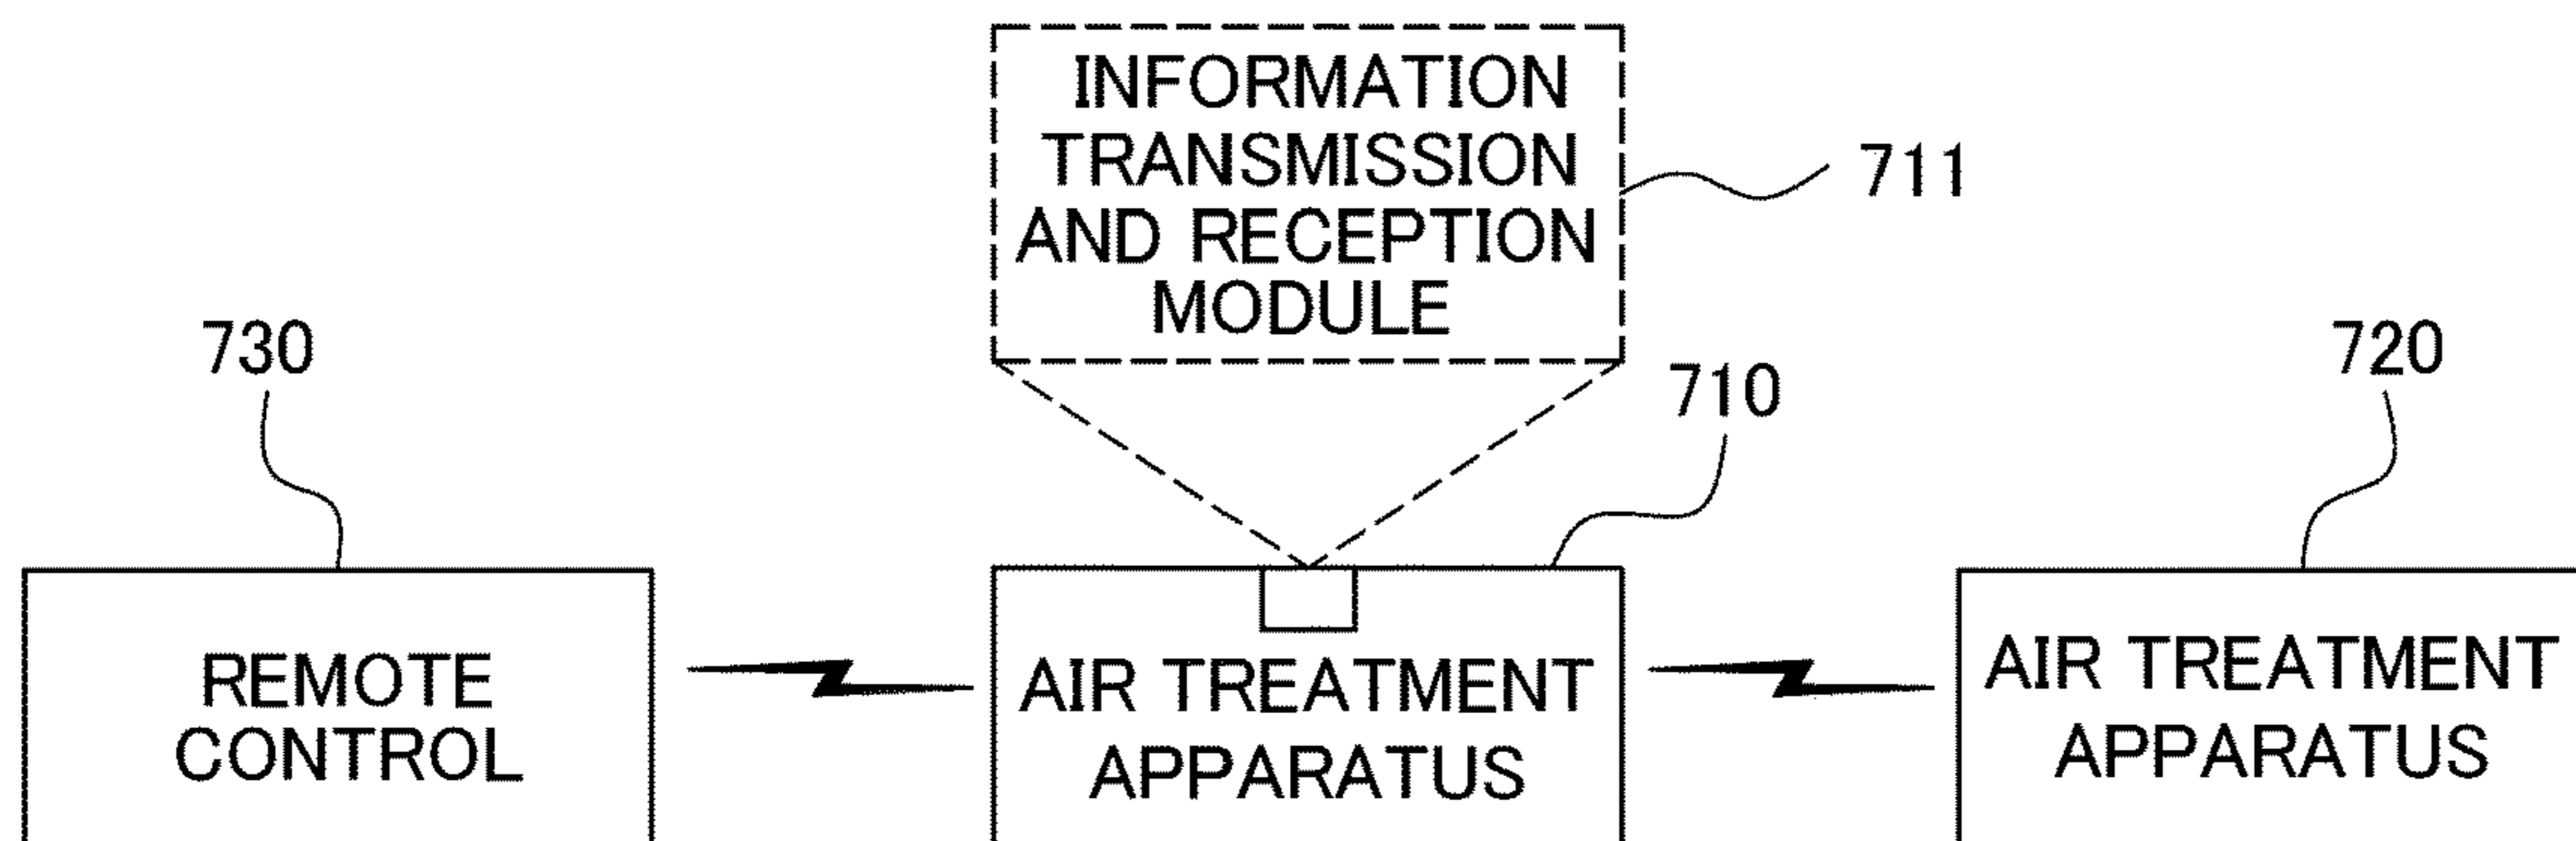 INFORMATION
TRANSMISSION
AND RECEPTION
MODULE
711
730
710
720
REMOTE
CONTROL
AIR TREATMENT
APPARATUS
AIR TREATMENT
APPARATUS